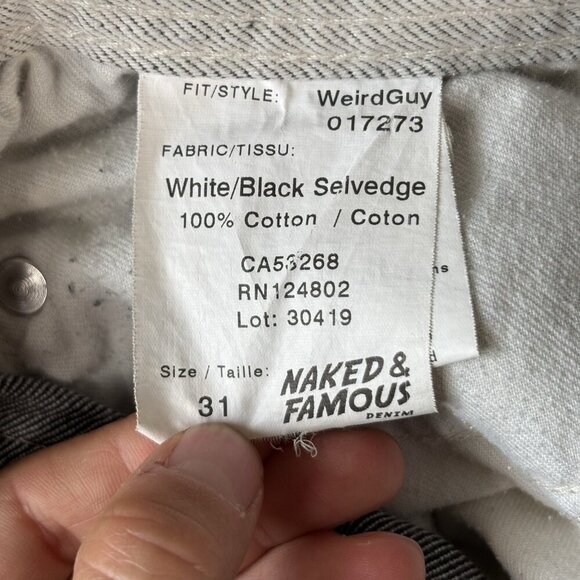 FIT/STYLE: WeirdGuy
017273
FABRIC/TISSU:
White/Black Selvedge
100% Cotton / Coton
CA53268
RN124802
Lot: 30419
Size / Taille:
31
NAKED &
FAMOUS
DENIM